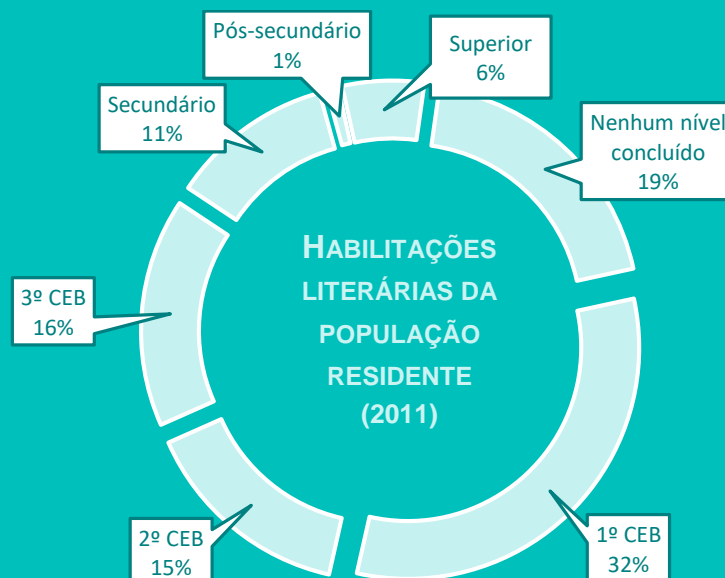 Pós-secundário
1%
Superior
6%
Secundário
11%
Nenhum nível
concluído
19%
HABILITAÇÕES
LITERÁRIAS DA
POPULAÇÃO
RESIDENTE
(2011)
3º CEB
16%
2º CEB
15%
1º CEB
32%